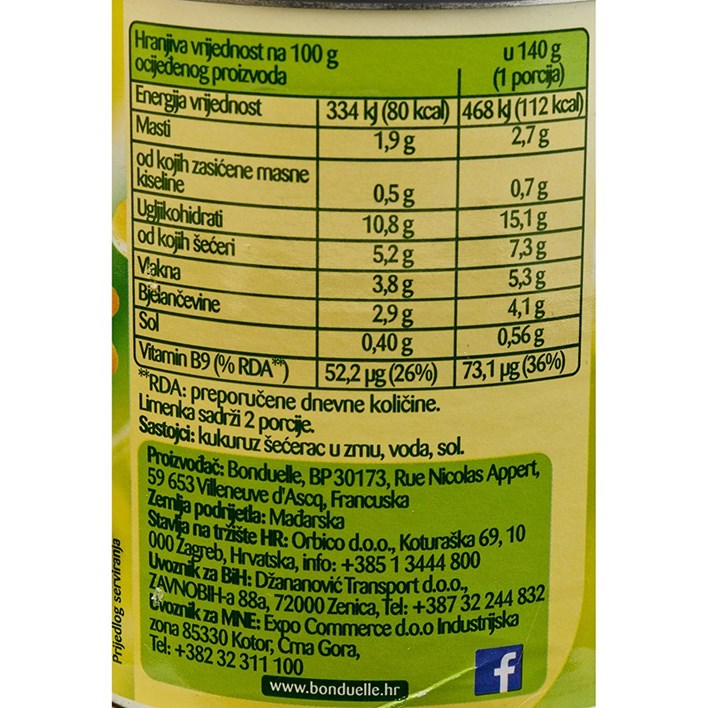 Hranjiva vrijednost na 100 g
ocijeđenog proizvoda
u 140 g
(1 porcija)
Energija vrijednost 334 kJ (80 kcal) 468 kJ (112 kcal)
Masti 1,9 g 2,7 g
od kojih zasićene masne
kiseline 0,5 g 0,7 g
Ugljikohidrati 10,8 g 15,1 g
od kojih šećeri 5,2 g 7,3 g
Vlakna 3,8 g 5,3 g
Bjelančevine 2,9 g 4,1 g
Sol 0,40 g 0,56 g
Vitamin B9 (% RDA**) 52,2 µg (26%) 73,1 µg (36%)
**RDA: preporučene dnevne količine.
Limenka sadrži 2 porcije.
Sastojci: kukuruz šećerac u zrnu, voda, sol.
Proizvođač: Bonduelle, BP 30173, Rue Nicolas Appert,
59 653 Villeneuve d'Ascq, Francuska
Zemlja podrijetla: Mađarska
Stavlja na tržište HR: Orbico d.o.o., Koturaška 69, 10
000 Zagreb, Hrvatska, info: +385 1 3444 800
Uvoznik za BiH: Džananović Transport d.o.o.,
ZAVNOBIH-a 88a, 72000 Zenica, Tel: +387 32 244 832
Uvoznik za MNE: Expo Commerce d.o.o Industrijska
zona 85330 Kotor, Crna Gora,
Tel: +382 32 311 100
www.bonduelle.hr
f
Prijedlog serviranja